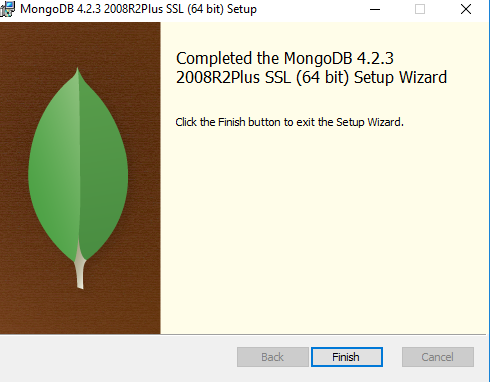 MongoDB 4.2.3 2008R2Plus SSL (64 bit) Setup
Completed the MongoDB 4.2.3
2008R2Plus SSL (64 bit) Setup Wizard
Click the Finish button to exit the Setup Wizard.
Back
Finish
Cancel